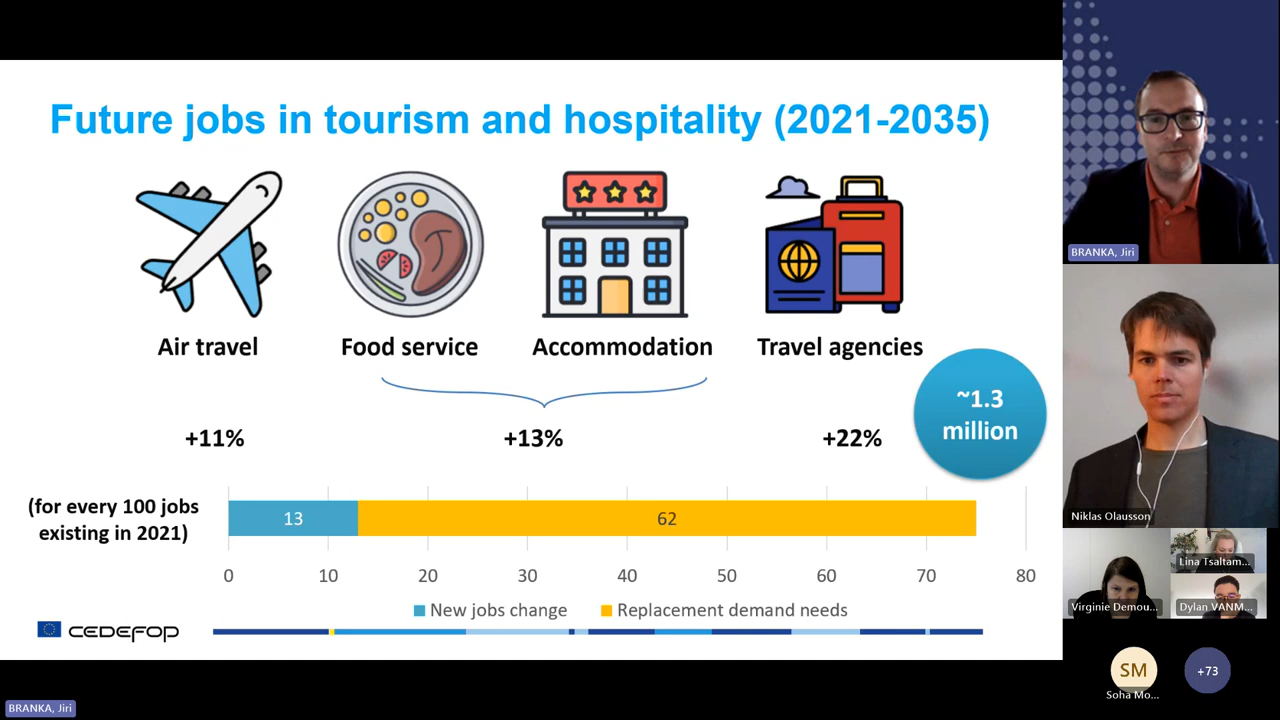 Future jobs in tourism and hospitality (2021-2035)
Air travel
Food service
Accommodation
Travel agencies
~1.3
million
+11%
+13%
+22%
(for every 100 jobs
existing in 2021)
13
62
0
10
20
30
40
50
60
70
80
New jobs change
Replacement demand needs
CEDEFOP
BRANKA, Jiri
BRANKA, Jiri
Niklas Olausson
Virginie Demou...
Lina Tsaltam...
Dylan VANM...
SM
Soha Mo...
+73